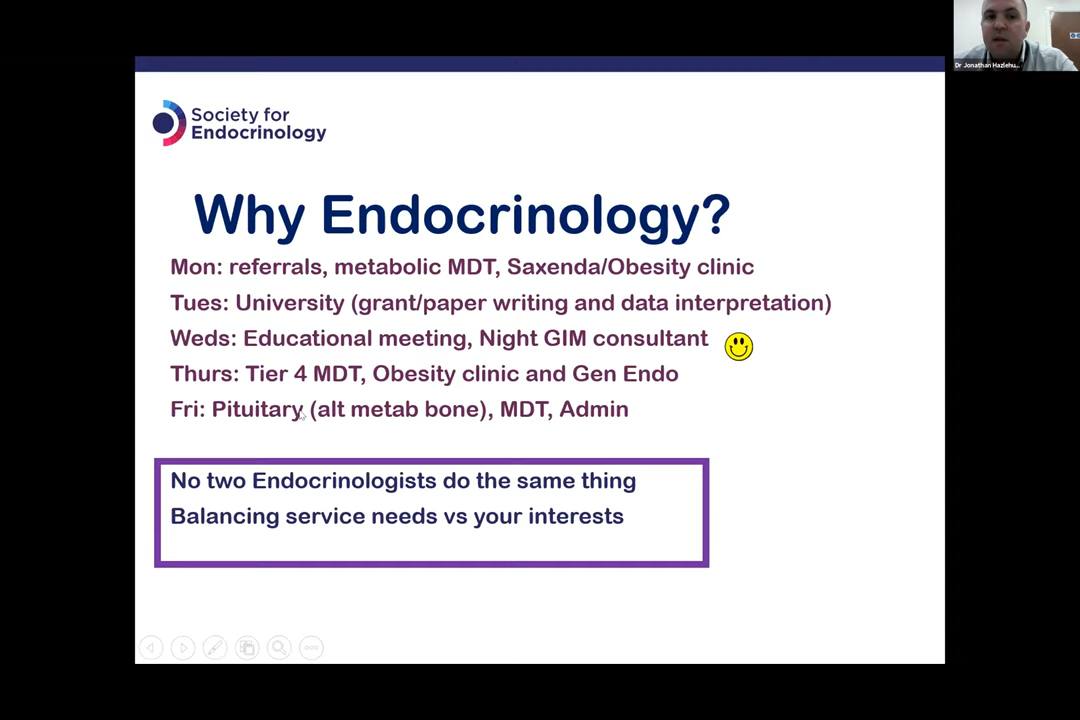 Dr Jonathan Hazlehu...
Society for
Endocrinology
Why Endocrinology?
Mon: referrals, metabolic MDT, Saxenda/Obesity clinic
Tues: University (grant/paper writing and data interpretation)
Weds: Educational meeting, Night GIM consultant
Thurs: Tier 4 MDT, Obesity clinic and Gen Endo
Fri: Pituitary (alt metab bone), MDT, Admin
No two Endocrinologists do the same thing
Balancing service needs vs your interests